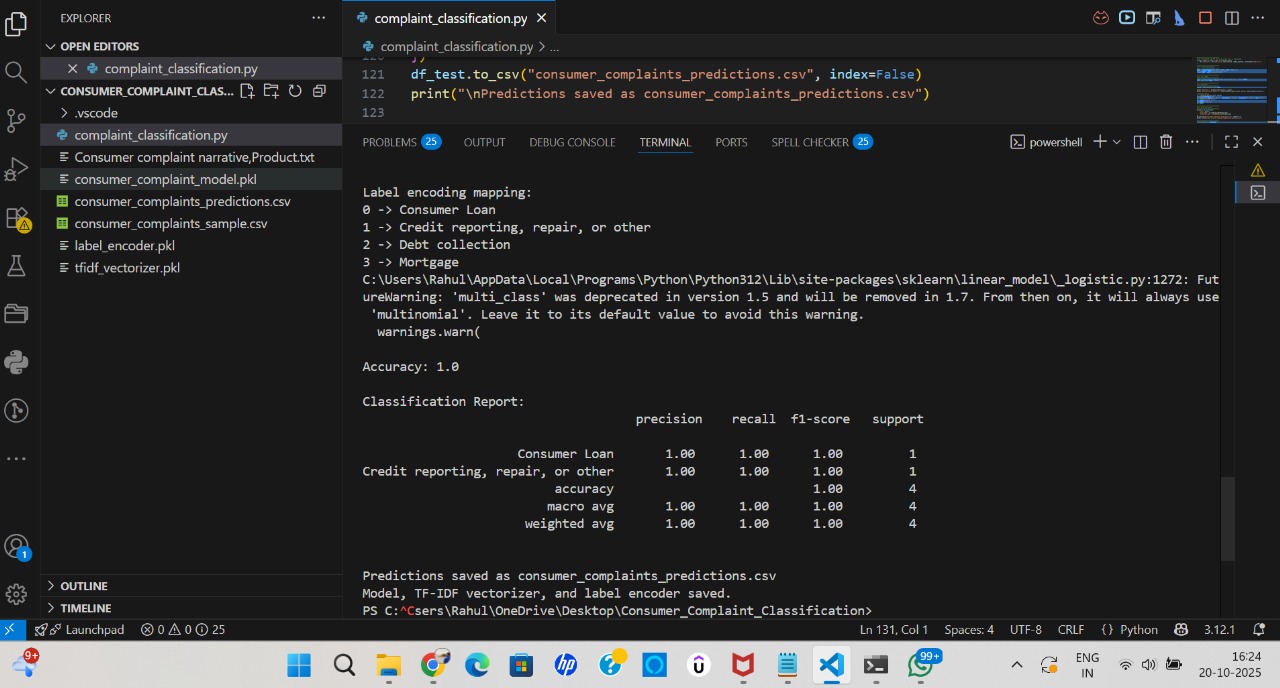 EXPLORER
OPEN EDITORS
complaint_classification.py
CONSUMER_COMPLAINT_CLAS...
.vscode
complaint_classification.py
Consumer complaint narrative,Product.txt
consumer_complaint_model.pkl
consumer_complaints_predictions.csv
consumer_complaints_sample.csv
label_encoder.pkl
tfidf_vectorizer.pkl
OUTLINE
TIMELINE
1
complaint_classification.py
complaint_classification.py > ...
120 })
121 df_test.to_csv("consumer_complaints_predictions.csv", index=False)
122 print("\nPredictions saved as consumer_complaints_predictions.csv")
123
PROBLEMS 25 OUTPUT DEBUG CONSOLE TERMINAL PORTS SPELL CHECKER 25 powershell
Label encoding mapping:
0 -> Consumer Loan
1 -> Credit reporting, repair, or other
2 -> Debt collection
3 -> Mortgage
C:\Users\Rahul\AppData\Local\Programs\Python\Python312\Lib\site-packages\sklearn\linear_model\_logistic.py:1272: Fut
ureWarning: 'multi_class' was deprecated in version 1.5 and will be removed in 1.7. From then on, it will always use
'multinomial'. Leave it to its default value to avoid this warning.
warnings.warn(
Accuracy: 1.0
Classification Report:
precision recall f1-score support
Consumer Loan 1.00 1.00 1.00 1
Credit reporting, repair, or other 1.00 1.00 1.00 1
accuracy 1.00 4
macro avg 1.00 1.00 1.00 4
weighted avg 1.00 1.00 1.00 4
Predictions saved as consumer_complaints_predictions.csv
Model, TF-IDF vectorizer, and label encoder saved.
PS C:^Csers\Rahul\OneDrive\Desktop\Consumer_Complaint_Classification>
Launchpad 0 0 25 Ln 131, Col 1 Spaces: 4 UTF-8 CRLF {} Python 3.12.1
9+ hp 99+ ENG 16:24
IN 20-10-2025